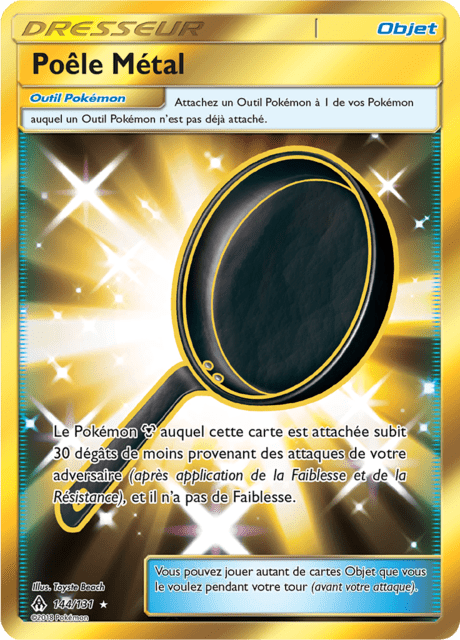 DRESSEUR Objet
Poêle Métal
Outil Pokémon Attachez un Outil Pokémon à 1 de vos Pokémon
auquel un Outil Pokémon n'est pas déjà attaché.
Le Pokémon auquel cette carte est attachée subit
30 dégâts de moins provenant des attaques de votre
adversaire (après application de la Faiblesse et de la
Résistance), et il n'a pas de Faiblesse.
Vous pouvez jouer autant de cartes Objet que vous
le voulez pendant votre tour (avant votre attaque).
Illus. Toyste Beach
144/131
©2018 Pokémon